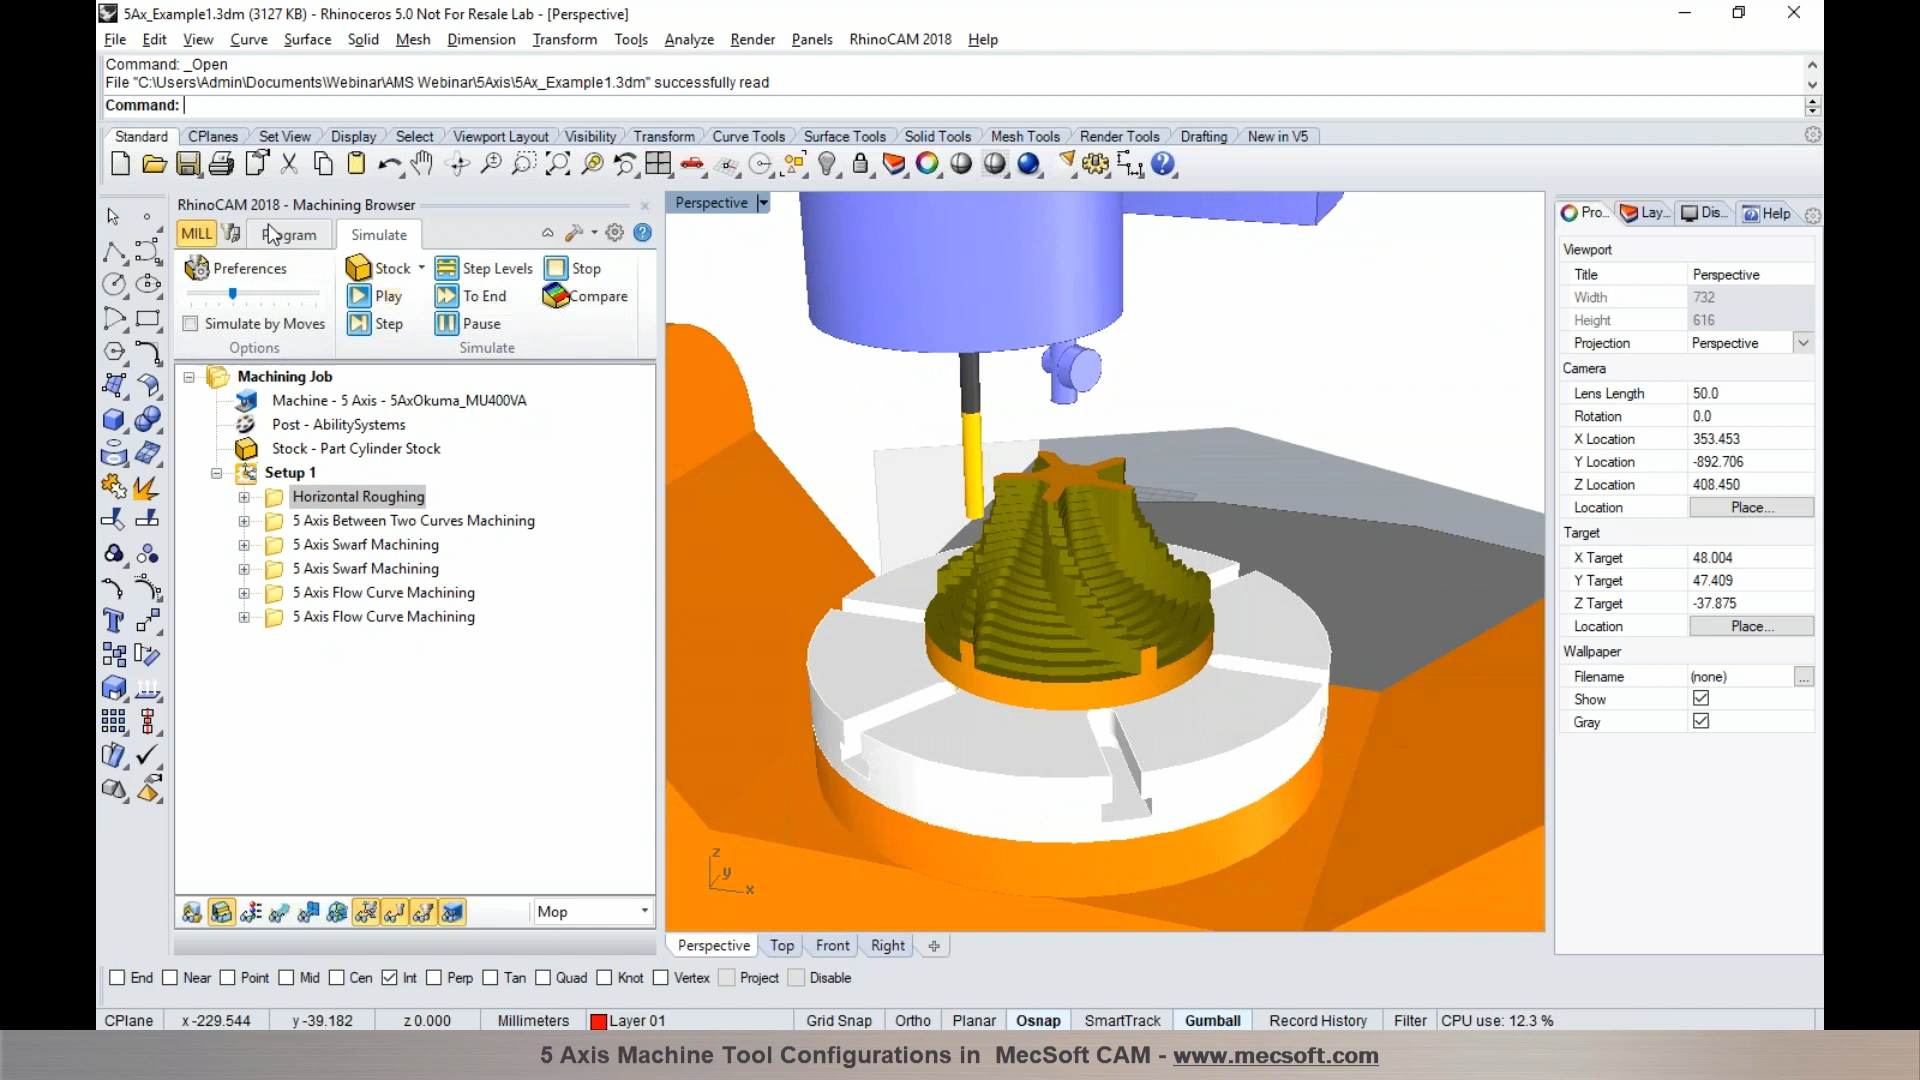 5Ax_Example1.3dm (3127 KB) - Rhinoceros 5.0 Not For Resale Lab - [Perspective]
File Edit View Curve Surface Solid Mesh Dimension Transform Tools Analyze Render Panels RhinoCAM 2018 Help
Command: _Open
File "C:\Users\Admin\Documents\Webinar\AMS Webinar\5Axis\5Ax_Example1.3dm" successfully read
Command:
Standard CPlanes Set View Display Select Viewport Layout Visibility Transform Curve Tools Surface Tools Solid Tools Mesh Tools Render Tools Drafting New in V5
RhinoCAM 2018 - Machining Browser
MILL Program Simulate
Preferences
Simulate by Moves
Options
Stock Step Levels Stop
Play To End Compare
Step Pause
Simulate
Machining Job
Machine - 5 Axis - 5AxOkuma_MU400VA
Post - AbilitySystems
Stock - Part Cylinder Stock
Setup 1
Horizontal Roughing
5 Axis Between Two Curves Machining
5 Axis Swarf Machining
5 Axis Swarf Machining
5 Axis Flow Curve Machining
5 Axis Flow Curve Machining
Mop
Perspective
z
y
x
Perspective Top Front Right
Pro... Lay... Dis... Help
Viewport
Title Perspective
Width 732
Height 616
Projection Perspective
Camera
Lens Length 50.0
Rotation 0.0
X Location 353.453
Y Location -892.706
Z Location 408.450
Location Place...
Target
X Target 48.004
Y Target 47.409
Z Target -37.875
Location Place...
Wallpaper
Filename (none) ...
Show
Gray
End Near Point Mid Cen Int Perp Tan Quad Knot Vertex Project Disable
CPlane x -229.544 y -39.182 z 0.000 Millimeters Layer 01 Grid Snap Ortho Planar Osnap SmartTrack Gumball Record History Filter CPU use: 12.3 %
5 Axis Machine Tool Configurations in MecSoft CAM - www.mecsoft.com